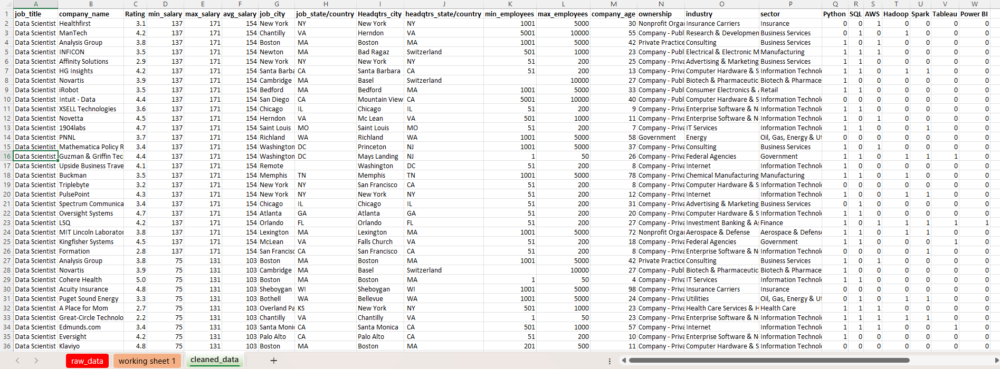 A B C D E F G H I J K L M N O P Q R S T U V W
1 job_title company_name Rating min_salary max_salary avg_salary job_city job_state/country Headqtrs_city headqtrs_state/country min_employees max_employees company_age ownership industry sector Python SQL AWS Hadoop Spark Tableau Power BI
2 Data Scientist Healthfirst 3.1 137 171 154 New York NY New York NY 1001 5000 30 Nonprofit Orga Insurance Carriers Insurance 0 0 1 0 0 0 0
3 Data Scientist ManTech 4.2 137 171 154 Chantilly VA Herndon VA 5001 10000 55 Company - Publ Research & Developmen Business Services 0 1 0 1 0 0 0
4 Data Scientist Analysis Group 3.8 137 171 154 Boston MA Boston MA 1001 5000 42 Private Practice Consulting Business Services 1 0 1 0 0 0 0
5 Data Scientist INFICON 3.5 137 171 154 Newton MA Bad Ragaz Switzerland 501 1000 23 Company - Publ Electrical & Electronic M Manufacturing 1 1 1 0 0 0 0
6 Data Scientist Affinity Solutions 2.9 137 171 154 New York NY New York NY 51 200 25 Company - Priva Advertising & Marketing Business Services 1 1 0 0 0 0 0
7 Data Scientist HG Insights 4.2 137 171 154 Santa Barba CA Santa Barbara CA 51 200 13 Company - Priva Computer Hardware & S Information Technol 1 1 0 1 1 0 0
8 Data Scientist Novartis 3.9 137 171 154 Cambridge MA Basel Switzerland 10000 27 Company - Publ Biotech & Pharmaceutic Biotech & Pharmace 1 0 0 0 0 0 0
9 Data Scientist iRobot 3.5 137 171 154 Bedford MA Bedford MA 1001 5000 33 Company - Publ Consumer Electronics & Retail 1 1 0 0 0 0 0
10 Data Scientist Intuit - Data 4.4 137 171 154 San Diego CA Mountain View CA 5001 10000 40 Company - Publ Computer Hardware & S Information Technol 0 0 0 0 0 0 0
11 Data Scientist XSELL Technologies 3.6 137 171 154 Chicago IL Chicago IL 51 200 9 Company - Priva Enterprise Software & N Information Technol 1 1 0 0 0 0 0
12 Data Scientist Novetta 4.5 137 171 154 Herndon VA Mc Lean VA 501 1000 11 Company - Priva Enterprise Software & N Information Technol 1 0 1 0 0 0 0
13 Data Scientist 1904labs 4.7 137 171 154 Saint Louis MO Saint Louis MO 51 200 7 Company - Priva IT Services Information Technol 1 1 0 0 1 0 0
14 Data Scientist PNNL 3.7 137 171 154 Richland WA Richland WA 1001 5000 58 Government Energy Oil, Gas, Energy & Ut 0 0 0 0 0 0 0
15 Data Scientist Mathematica Policy R 3.4 137 171 154 Washington DC Princeton NJ 1001 5000 37 Company - Priva Consulting Business Services 1 0 1 0 0 0 0
16 Data Scientist Guzman & Griffin Tec 4.4 137 171 154 Washington DC Mays Landing NJ 1 50 26 Company - Priva Federal Agencies Government 1 1 0 1 1 1 0
17 Data Scientist Upside Business Trave 4.1 137 171 154 Remote Washington DC 51 200 8 Company - Priva Internet Information Technol 1 0 0 0 0 0 0
18 Data Scientist Buckman 3.5 137 171 154 Memphis TN Memphis TN 1001 5000 78 Company - Priva Chemical Manufacturing Manufacturing 1 1 0 1 0 0 0
19 Data Scientist Triplebyte 3.2 137 171 154 New York NY San Francisco CA 51 200 8 Company - Priva Computer Hardware & S Information Technol 0 0 0 0 0 0 0
20 Data Scientist PulsePoint 4.3 137 171 154 New York NY New York NY 51 200 12 Company - Priva Internet Information Technol 1 0 0 1 1 0 0
21 Data Scientist Spectrum Communica 3.4 137 171 154 Chicago IL Chicago IL 51 200 31 Company - Priva Advertising & Marketing Business Services 0 1 0 0 0 0 0
22 Data Scientist Oversight Systems 4.7 137 171 154 Atlanta GA Atlanta GA 51 200 20 Company - Priva Computer Hardware & S Information Technol 1 1 0 0 0 0 0
23 Data Scientist LSQ 4.2 137 171 154 Orlando FL Orlando FL 51 200 27 Company - Priva Investment Banking & A Finance 1 0 1 1 1 1 1
24 Data Scientist MIT Lincoln Laborator 3.8 137 171 154 Lexington MA Lexington MA 1001 5000 72 Nonprofit Orga Aerospace & Defense Aerospace & Defens 1 1 0 1 1 0 0
25 Data Scientist Kingfisher Systems 4.5 137 171 154 McLean VA Falls Church VA 51 200 18 Company - Priva Federal Agencies Government 1 1 0 0 0 1 0
26 Data Scientist Formation 2.8 137 171 154 San Francisc CA San Francisco CA 51 200 8 Company - Priva Enterprise Software & N Information Technol 0 0 0 0 1 0 0
27 Data Scientist Analysis Group 3.8 75 131 103 Boston MA Boston MA 1001 5000 42 Private Practice Consulting Business Services 1 0 1 0 0 0 0
28 Data Scientist Novartis 3.9 75 131 103 Cambridge MA Basel Switzerland 10000 27 Company - Publ Biotech & Pharmaceutic Biotech & Pharmace 1 0 0 0 0 0 0
29 Data Scientist Cohere Health 5.0 75 131 103 Boston MA Boston MA 1 50 4 Company - Priva IT Services Information Technol 1 1 0 0 0 0 0
30 Data Scientist Acuity Insurance 4.8 75 131 103 Sheboygan WI Sheboygan WI 1001 5000 98 Company - Priva Insurance Carriers Insurance 0 0 0 0 0 0 0
31 Data Scientist Puget Sound Energy 3.3 75 131 103 Bothell WA Bellevue WA 1001 5000 24 Company - Priva Utilities Oil, Gas, Energy & Ut 0 1 0 1 1 0 0
32 Data Scientist A Place for Mom 2.7 75 131 103 Overland Pa KS New York NY 501 1000 23 Company - Priva Health Care Services & H Health Care 1 1 1 0 0 0 0
33 Data Scientist Great-Circle Technolo 2.2 75 131 103 Chantilly VA Chantilly VA 1 50 23 Company - Priva Enterprise Software & N Information Technol 1 1 1 1 1 0 0
34 Data Scientist Edmunds.com 3.4 75 131 103 Santa Moni CA Santa Monica CA 501 1000 57 Company - Priva Internet Information Technol 1 1 1 0 0 1 0
35 Data Scientist Eversight 4.2 75 131 103 Palo Alto CA Palo Alto CA 51 200 10 Company - Priva Enterprise Software & N Information Technol 1 0 0 0 0 0 0
36 Data Scientist Klaviyo 4.8 75 131 103 Boston MA Boston MA 201 500 11 Company - Priva Computer Hardware & S Information Technol 1 0 0 0 0 0 0
raw_data working sheet 1 cleaned_data